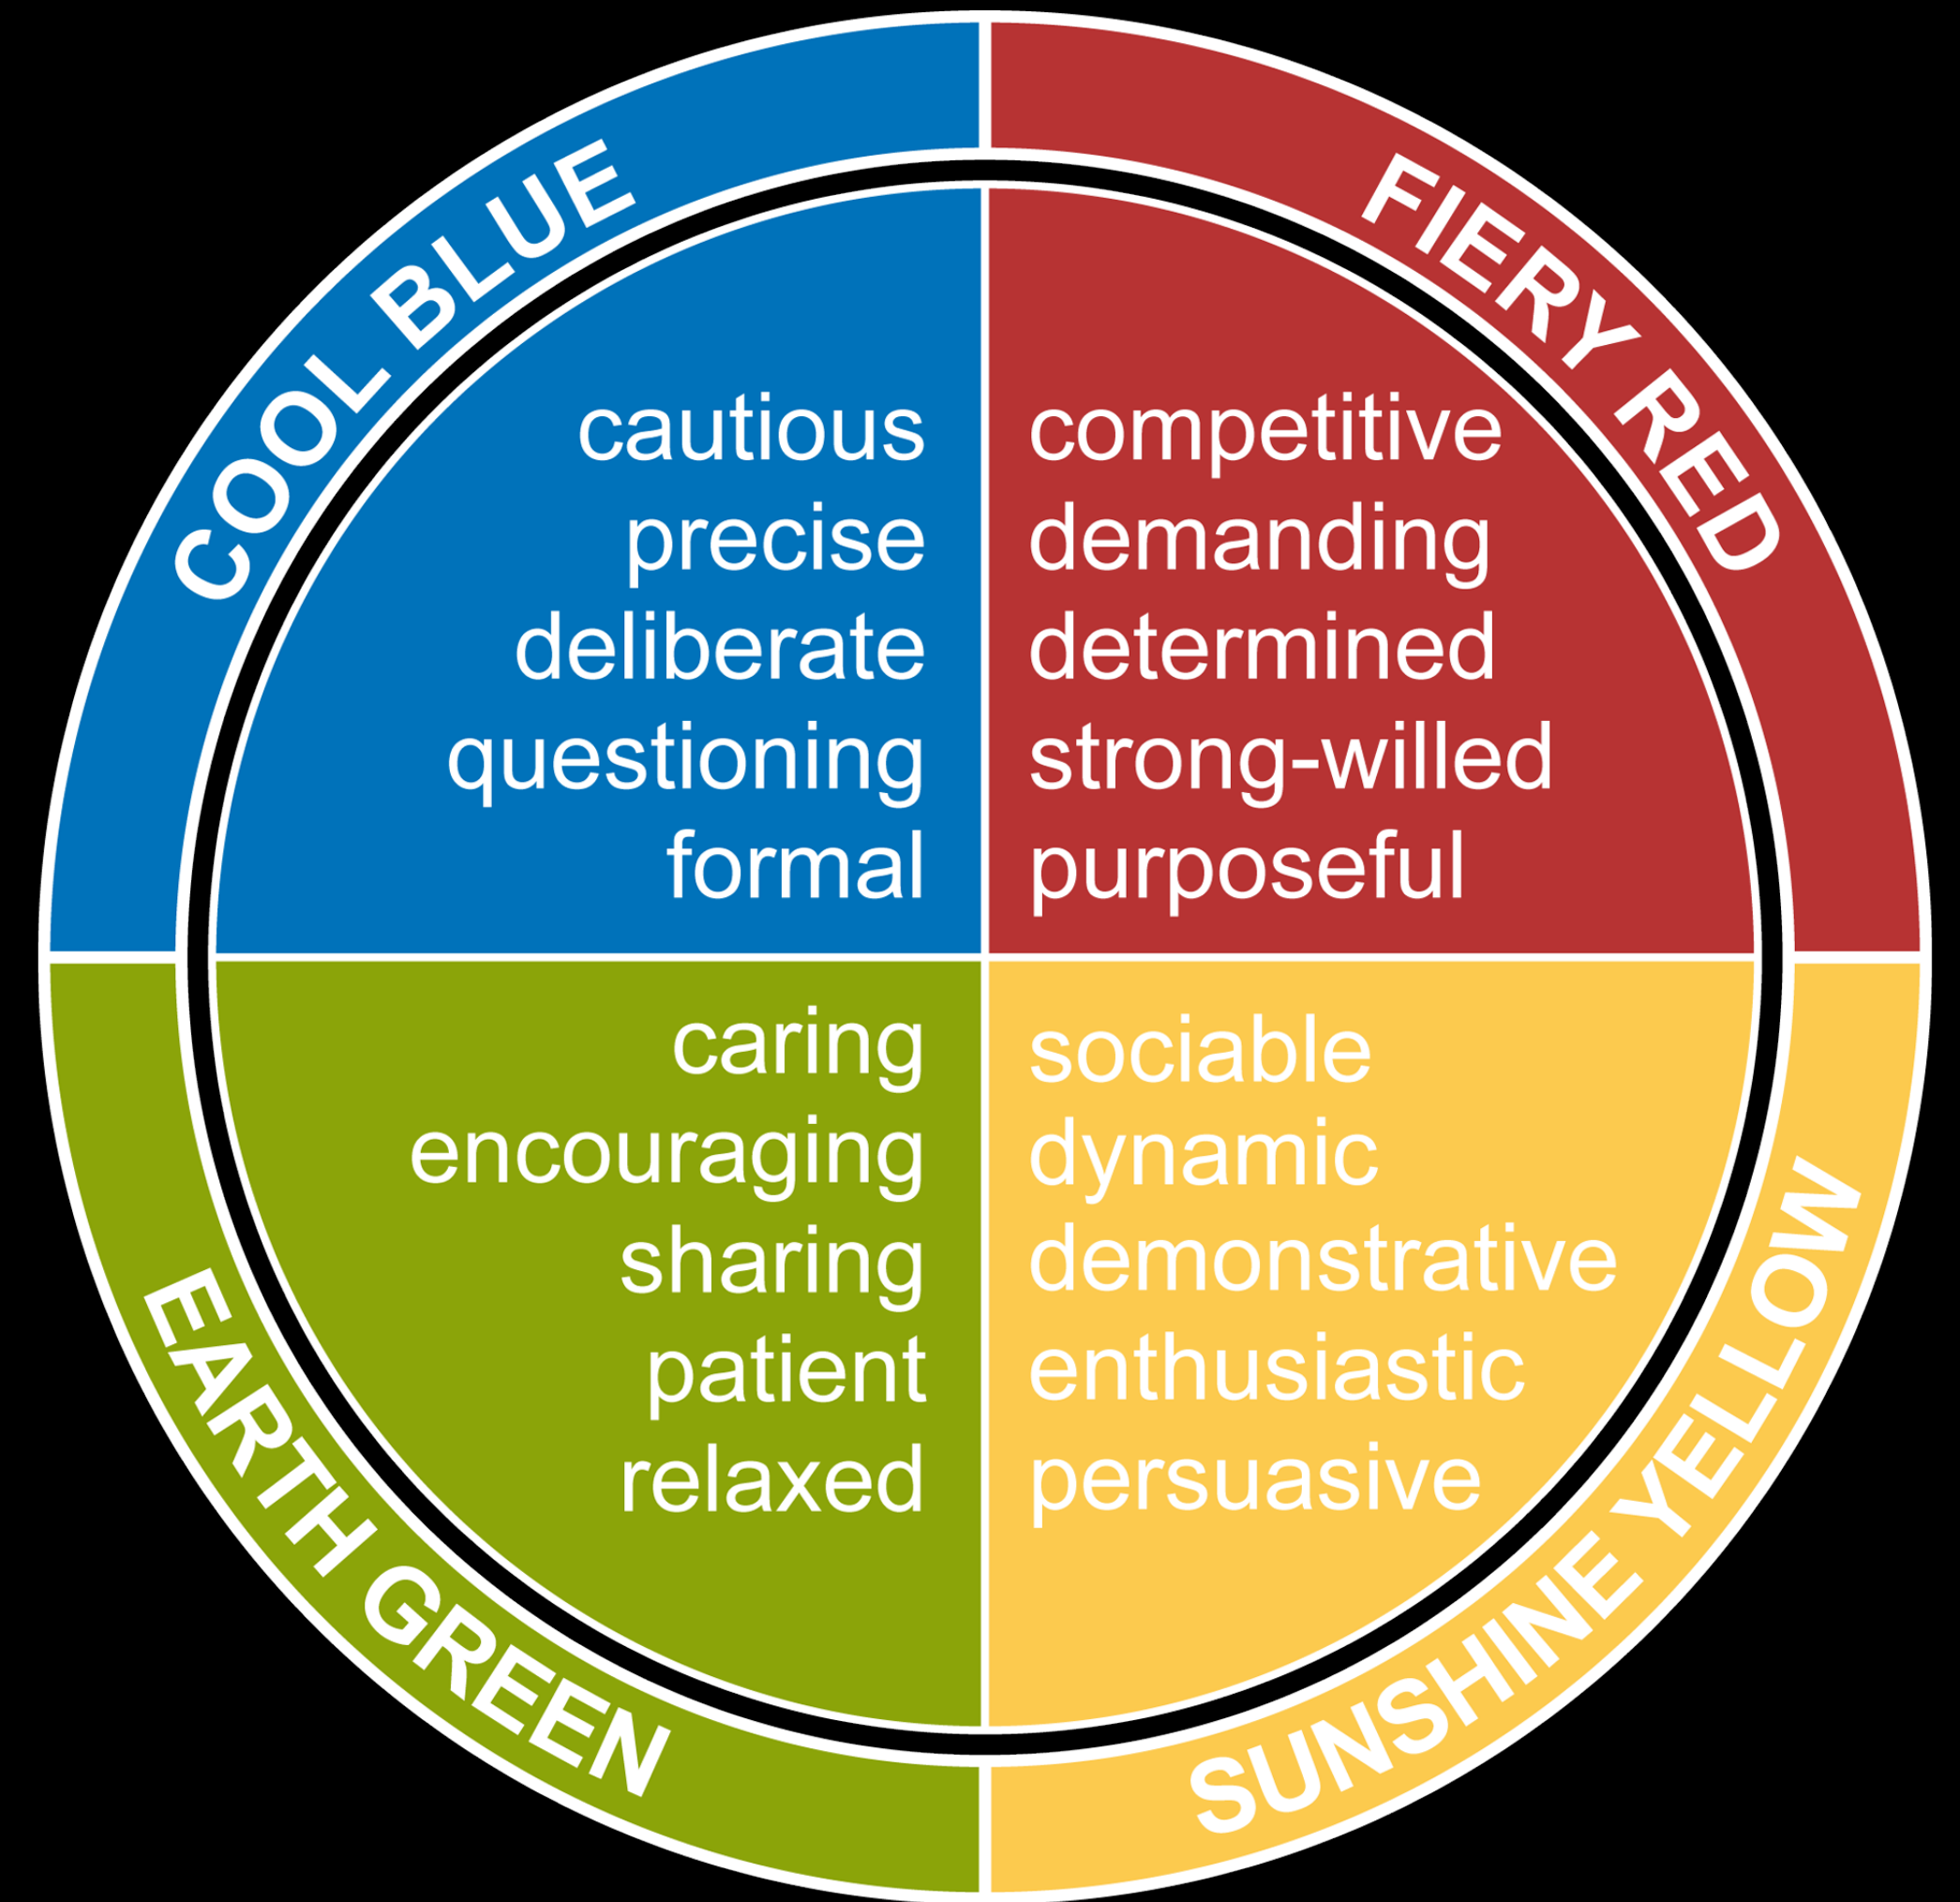 COOL BLUE
cautious
precise
deliberate
questioning
formal
FIERY RED
competitive
demanding
determined
strong-willed
purposeful
EARTH GREEN
caring
encouraging
sharing
patient
relaxed
SUNSHINE YELLOW
sociable
dynamic
demonstrative
enthusiastic
persuasive